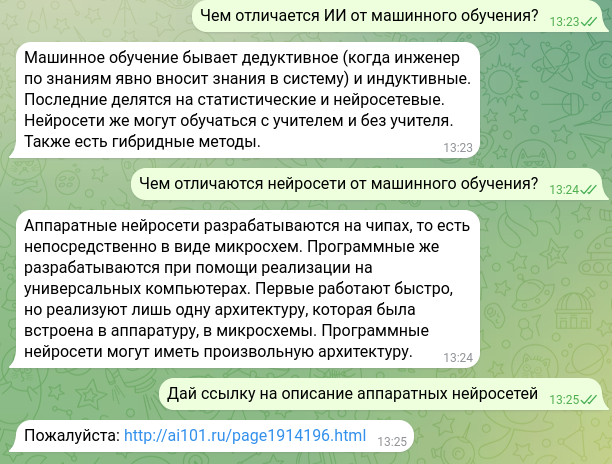 Чем отличается ИИ от машинного обучения?
13:23
Машинное обучение бывает дедуктивное (когда инженер
по знаниям явно вносит знания в систему) и индуктивные.
Последние делятся на статистические и нейросетевые.
Нейросети же могут обучаться с учителем и без учителя.
Также есть гибридные методы.
13:23
Чем отличаются нейросети от машинного обучения?
13:24
Аппаратные нейросети разрабатываются на чипах, то есть
непосредственно в виде микросхем. Программные же
разрабатываются при помощи реализации на
универсальных компьютерах. Первые работают быстро,
но реализуют лишь одну архитектуру, которая была
встроена в аппаратуру, в микросхемы. Программные
нейросети могут иметь произвольную архитектуру.
13:24
Дай ссылку на описание аппаратных нейросетей
13:25
Пожалуйста: http://ai101.ru/page1914196.html
13:25